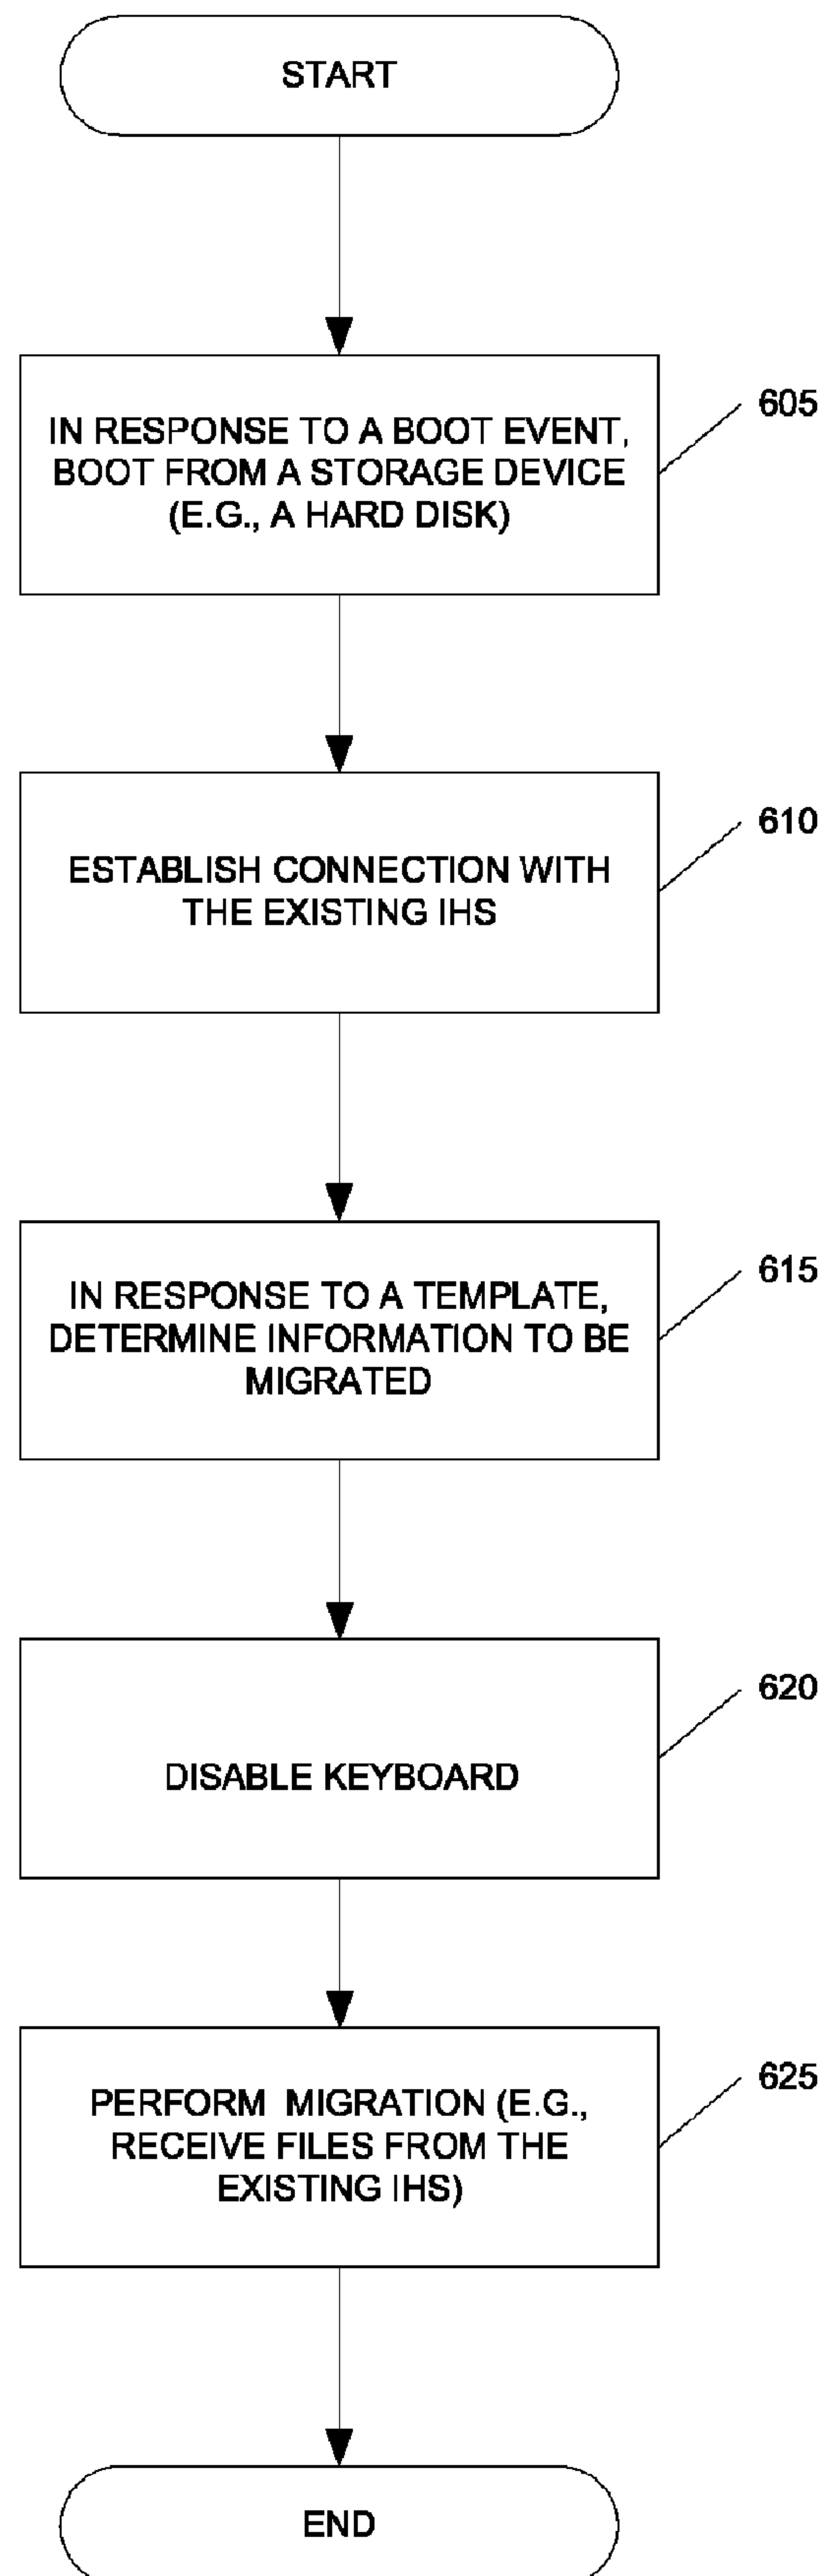 START
IN RESPONSE TO A BOOT EVENT,
BOOT FROM A STORAGE DEVICE
(E.G., A HARD DISK)
605
ESTABLISH CONNECTION WITH
THE EXISTING IHS
610
IN RESPONSE TO A TEMPLATE,
DETERMINE INFORMATION TO BE
MIGRATED
615
DISABLE KEYBOARD
620
PERFORM MIGRATION (E.G.,
RECEIVE FILES FROM THE
EXISTING IHS)
625
END